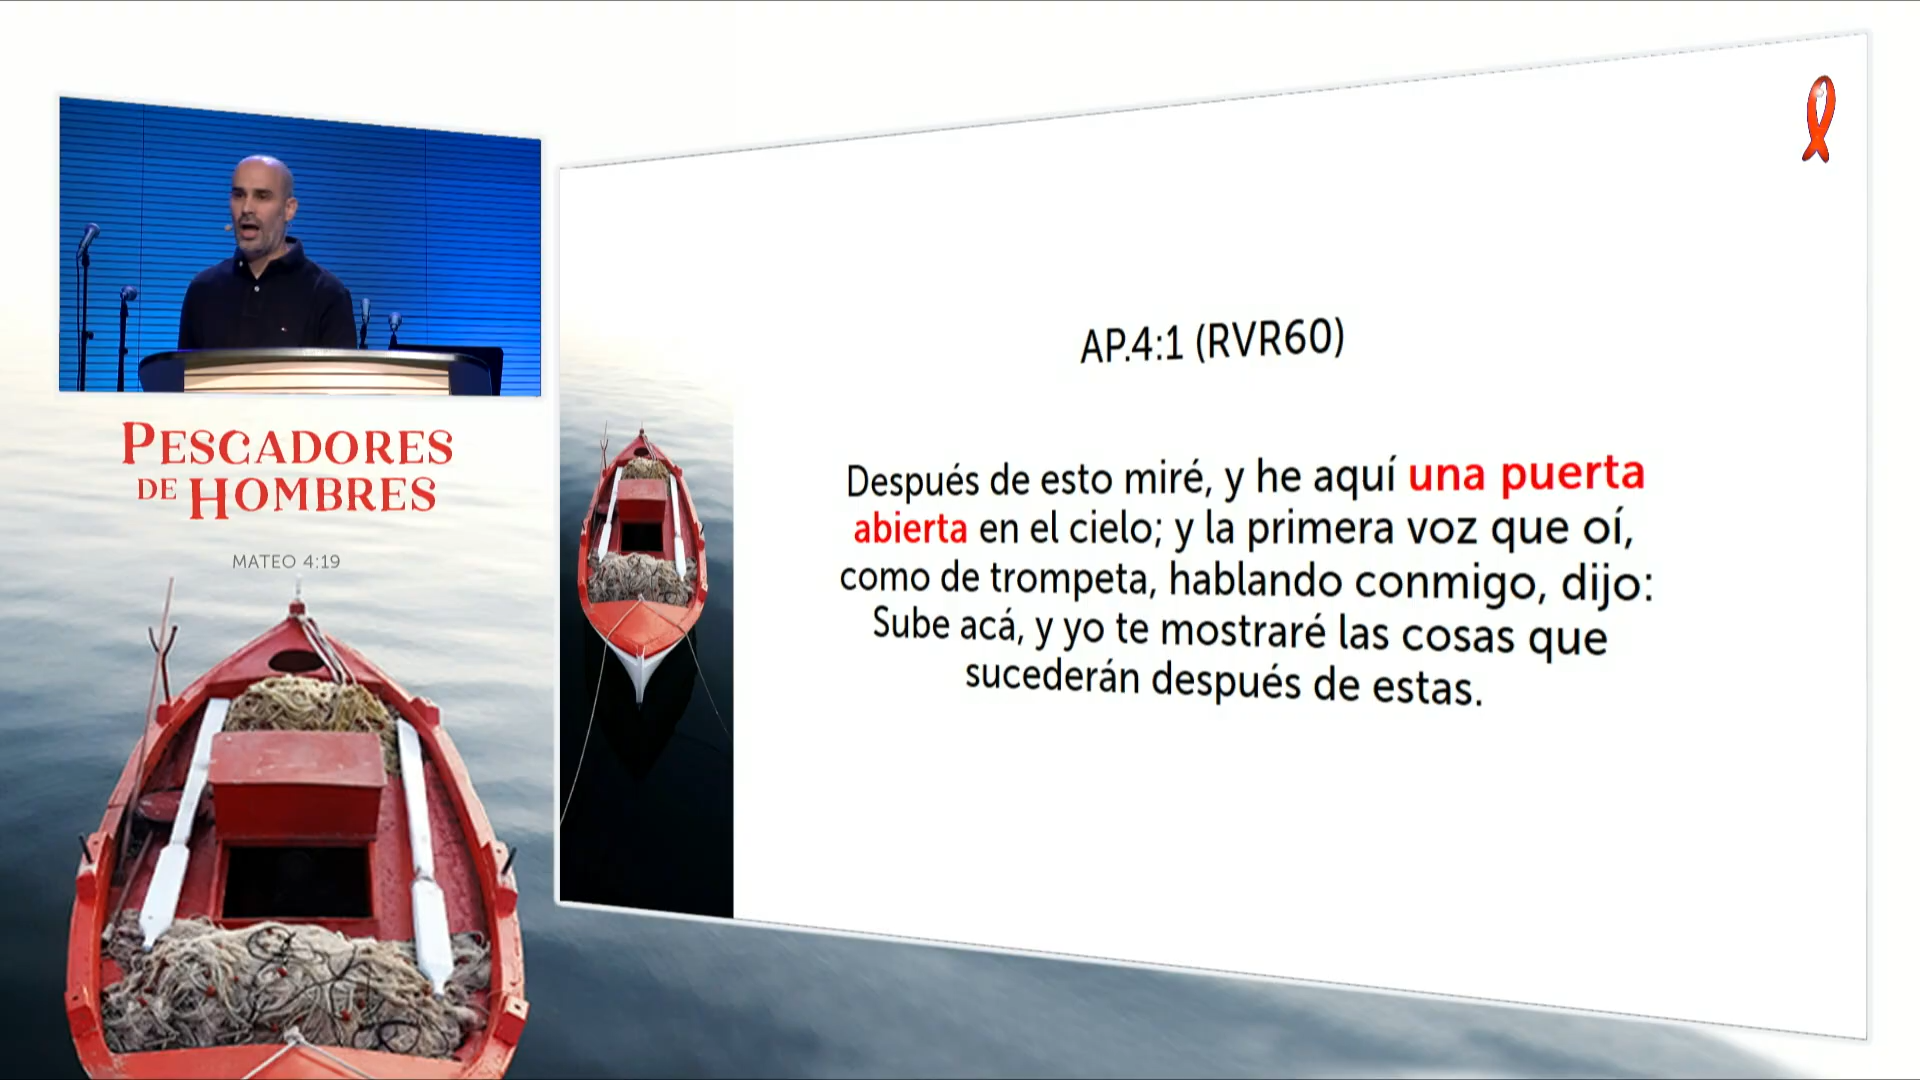 PESCADORES
DE HOMBRES
MATEO 4:19
AP.4:1 (RVR60)
Después de esto miré, y he aquí una puerta
abierta en el cielo; y la primera voz que oí,
como de trompeta, hablando conmigo, dijo:
Sube acá, y yo te mostraré las cosas que
sucederán después de estas.